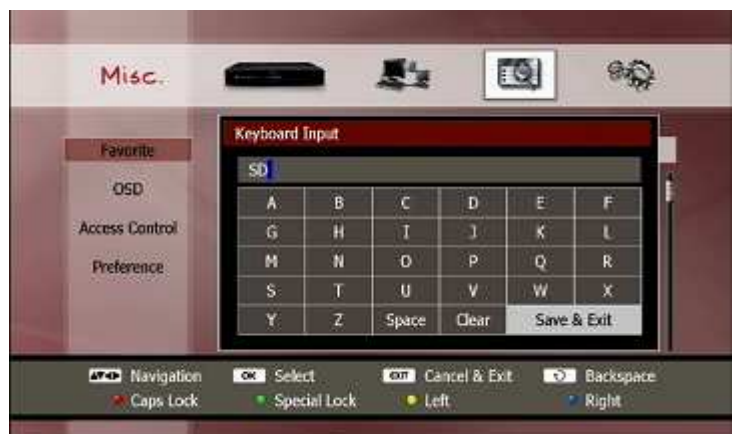 Misc.
Keyboard Input
SD
Favorite
OSD
Access Control
Preference
A B C D E F
G H I J K L
M N O P Q R
S T U V W X
Y Z Space Clear Save & Exit
Navigation OK Select EXIT Cancel & Exit Backspace
Caps Lock Special Lock Left Right